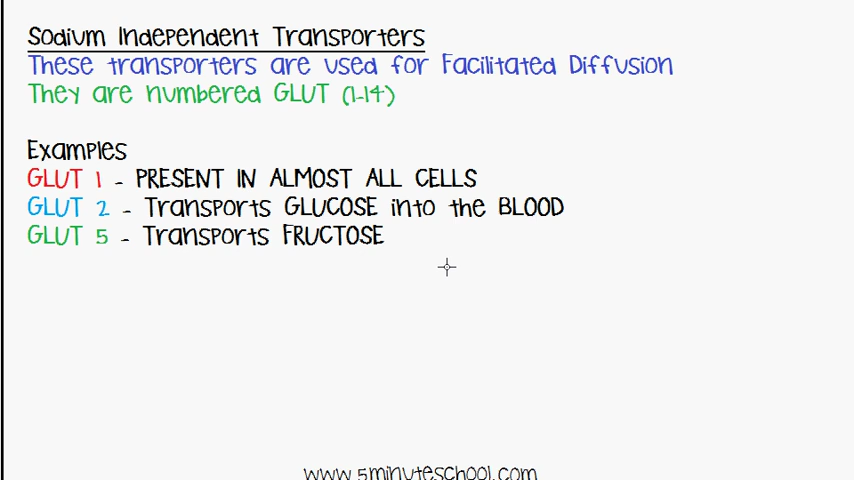 Sodium Independent Transporters
These transporters are used for Facilitated Diffusion
They are numbered GLUT (1-14)
Examples
GLUT 1 - PRESENT IN ALMOST ALL CELLS
GLUT 2 - Transports GLUCOSE into the BLOOD
GLUT 5 - Transports FRUCTOSE
www.5minuteschool.com